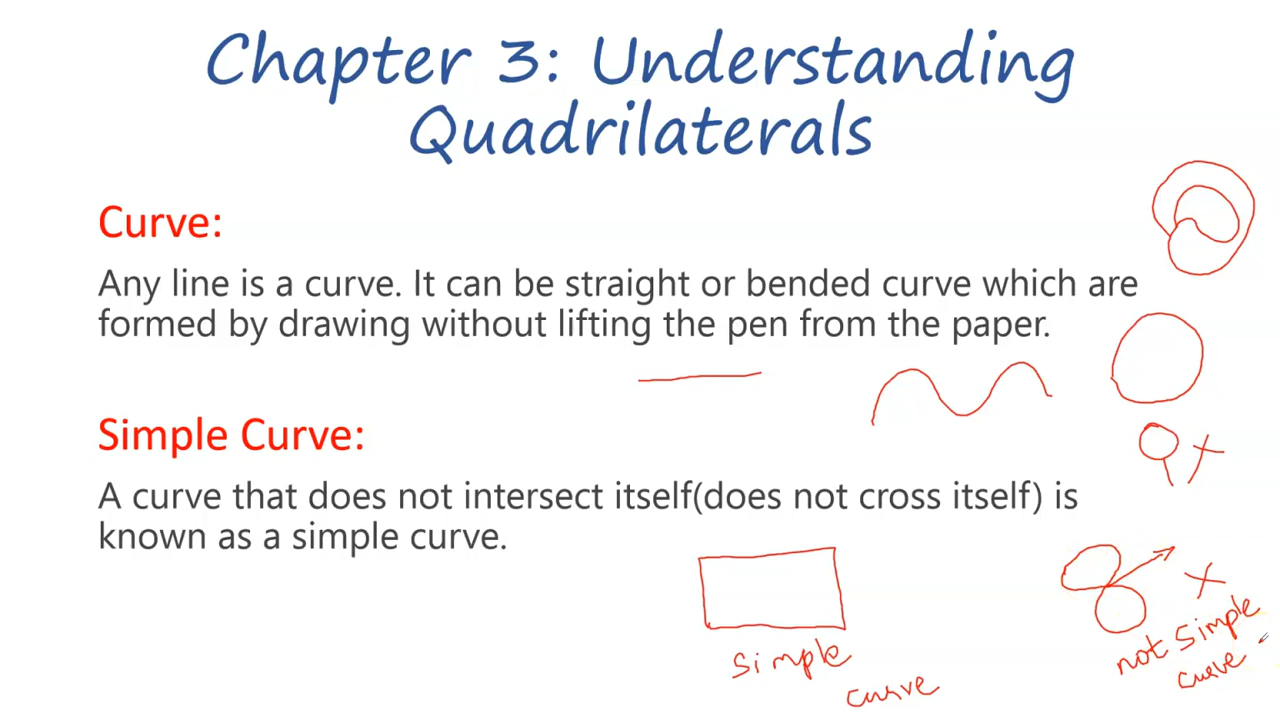 Chapter 3: Understanding
Quadrilaterals
Curve:
Any line is a curve. It can be straight or bended curve which are
formed by drawing without lifting the pen from the paper.
Simple Curve:
A curve that does not intersect itself(does not cross itself) is
known as a simple curve.
Simple
curve
not Simple
curve